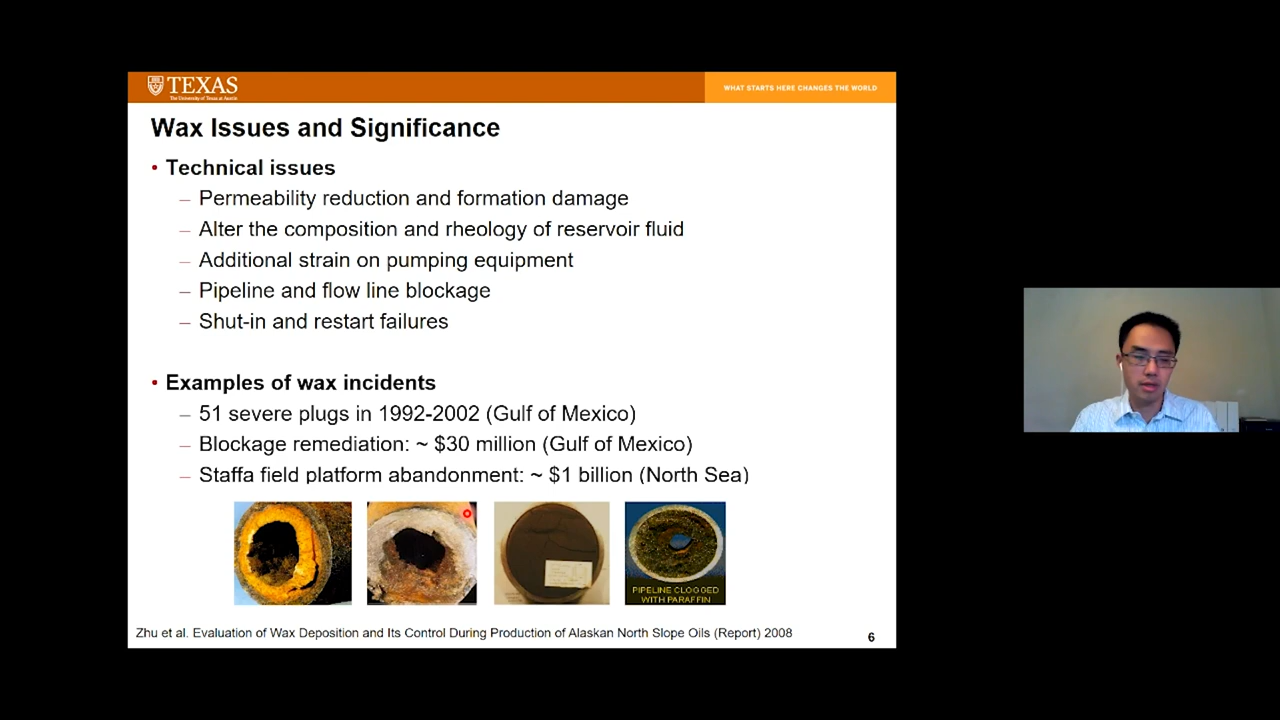 TEXAS
The University of Texas at Austin
WHAT STARTS HERE CHANGES THE WORLD
Wax Issues and Significance
• Technical issues
– Permeability reduction and formation damage
– Alter the composition and rheology of reservoir fluid
– Additional strain on pumping equipment
– Pipeline and flow line blockage
– Shut-in and restart failures
• Examples of wax incidents
– 51 severe plugs in 1992-2002 (Gulf of Mexico)
– Blockage remediation: ~ $30 million (Gulf of Mexico)
– Staffa field platform abandonment: ~ $1 billion (North Sea)
PIPELINE CLOGGED
WITH PARAFFIN
Zhu et al. Evaluation of Wax Deposition and Its Control During Production of Alaskan North Slope Oils (Report) 2008
6